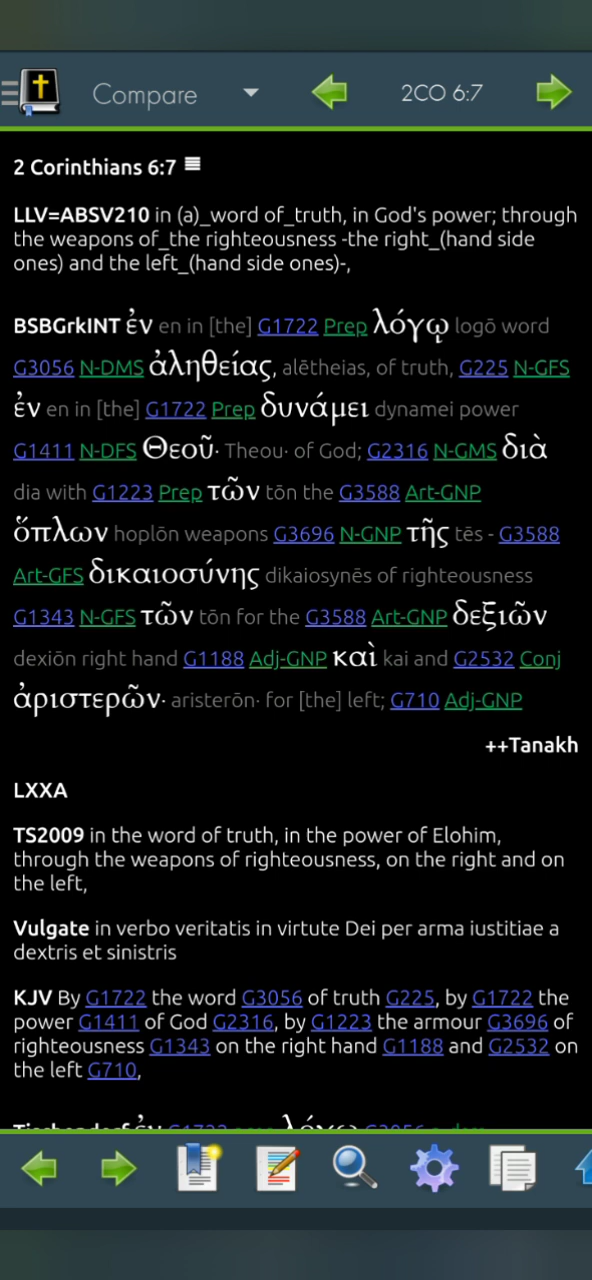 Compare
2CO 6:7
2 Corinthians 6:7
LLV=ABSV210 in (a)_word of_truth, in God's power; through
the weapons of_the righteousness -the right_(hand side
ones) and the left_(hand side ones)-,
BSBGrkINT ἐν en in [the] G1722 Prep λόγῳ logō word
G3056 N-DMS ἀληθείας, alētheias, of truth, G225 N-GFS
ἐν en in [the] G1722 Prep δυνάμει dynamei power
G1411 N-DFS Θεοῦ· Theou· of God; G2316 N-GMS διὰ
dia with G1223 Prep τῶν tōn the G3588 Art-GNP
ὅπλων hoplōn weapons G3696 N-GNP τῆς tēs - G3588
Art-GFS δικαιοσύνης dikaiosynēs of righteousness
G1343 N-GFS τῶν tōn for the G3588 Art-GNP δεξιῶν
dexiōn right hand G1188 Adj-GNP καὶ kai and G2532 Conj
ἀριστερῶν· aristerōn· for [the] left; G710 Adj-GNP
++Tanakh
LXXA
TS2009 in the word of truth, in the power of Elohim,
through the weapons of righteousness, on the right and on
the left,
Vulgate in verbo veritatis in virtute Dei per arma iustitiae a
dextris et sinistris
KJV By G1722 the word G3056 of truth G225, by G1722 the
power G1411 of God G2316, by G1223 the armour G3696 of
righteousness G1343 on the right hand G1188 and G2532 on
the left G710,